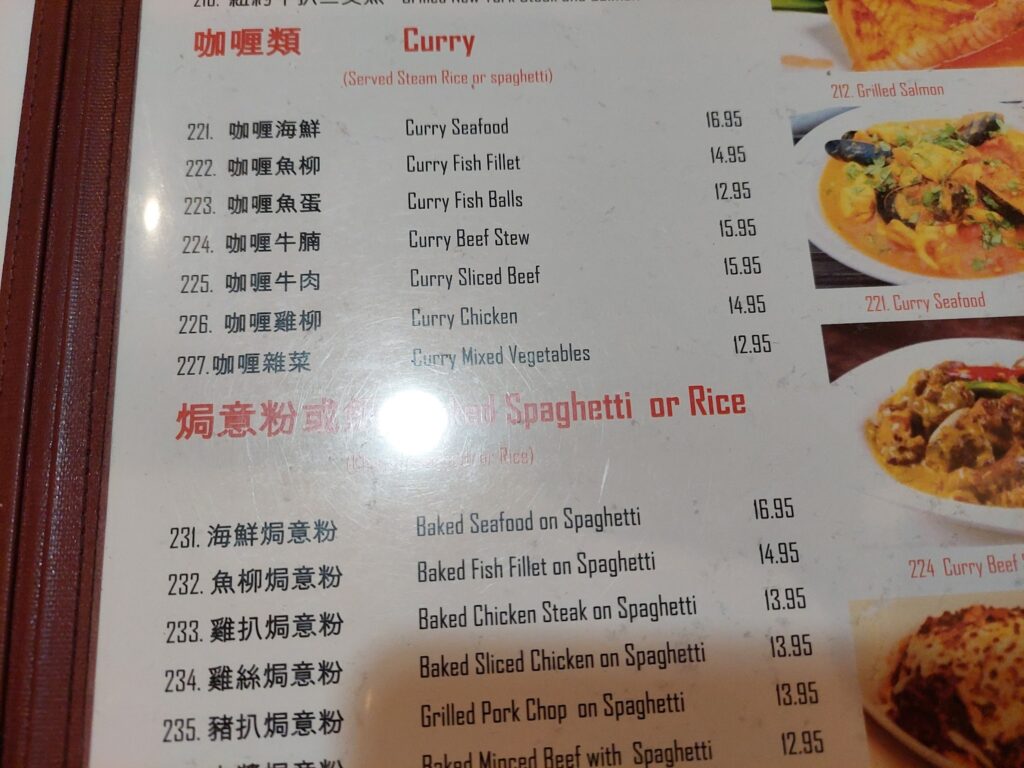 咖喱類 Curry
(Served Steam Rice or spaghetti)
221. 咖喱海鮮 Curry Seafood 16.95
222. 咖喱魚柳 Curry Fish Fillet 14.95
223. 咖喱魚蛋 Curry Fish Balls 12.95
224. 咖喱牛腩 Curry Beef Stew 15.95
225. 咖喱牛肉 Curry Sliced Beef 15.95
226. 咖喱雞柳 Curry Chicken 14.95
227. 咖喱雜菜 Curry Mixed Vegetables 12.95
焗意粉或 Spaghetti or Rice
or Rice)
231. 海鮮焗意粉 Baked Seafood on Spaghetti 16.95
232. 魚柳焗意粉 Baked Fish Fillet on Spaghetti 14.95
233. 雞扒焗意粉 Baked Chicken Steak on Spaghetti 13.95
234. 雞絲焗意粉 Baked Sliced Chicken on Spaghetti 13.95
235. 豬扒焗意粉 Grilled Pork Chop on Spaghetti 13.95
Baked Minced Beef with Spaghetti 12.95
212. Grilled Salmon
221. Curry Seafood
224 Curry Beef